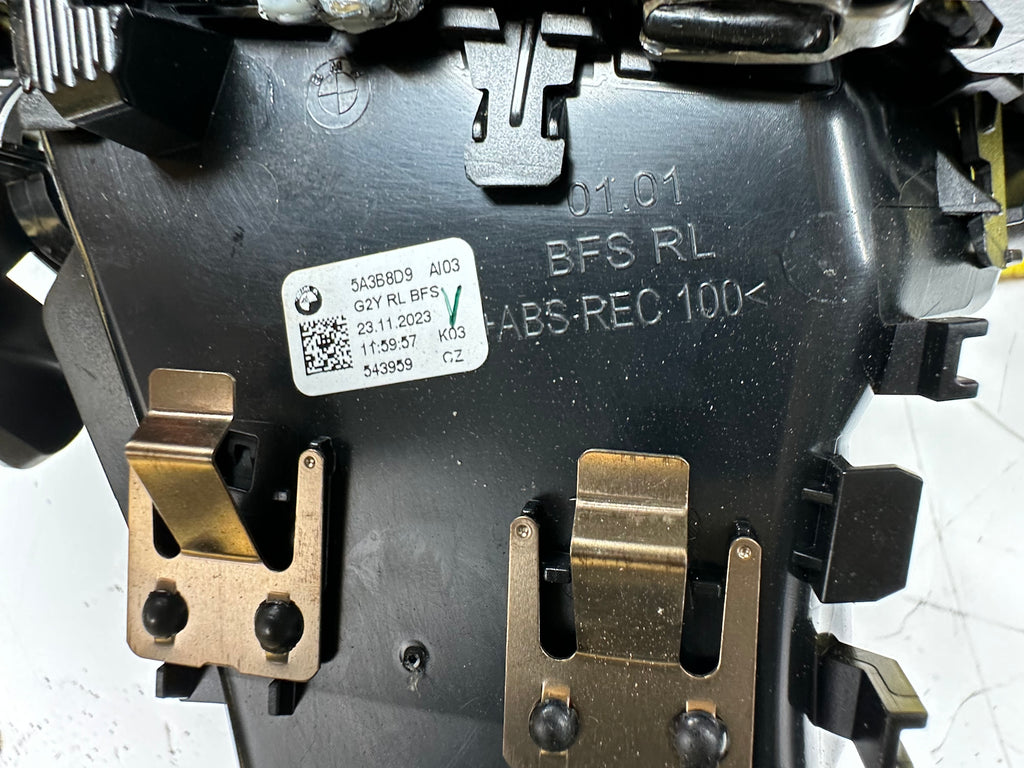 01.01
BFS RL
ABS-REC 100<
5A3B8D9 AI03
G2Y RL BFS
23.11.2023
11:59:57 K03
543959 CZ